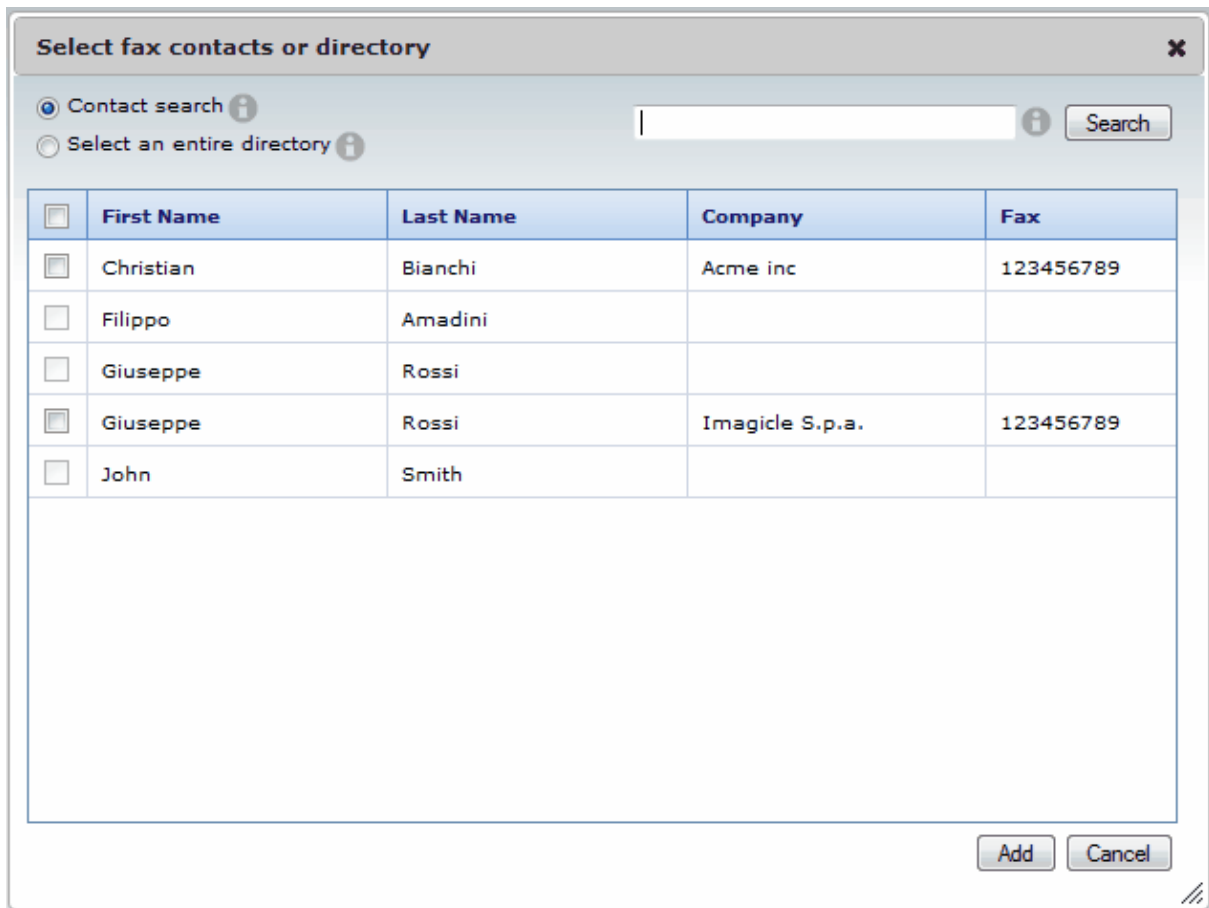 Select fax contacts or directory
Contact search
Select an entire directory
Search
First Name Last Name Company Fax
Christian Bianchi Acme inc 123456789
Filippo Amadini
Giuseppe Rossi
Giuseppe Rossi Imagicle S.p.a. 123456789
John Smith
Add Cancel